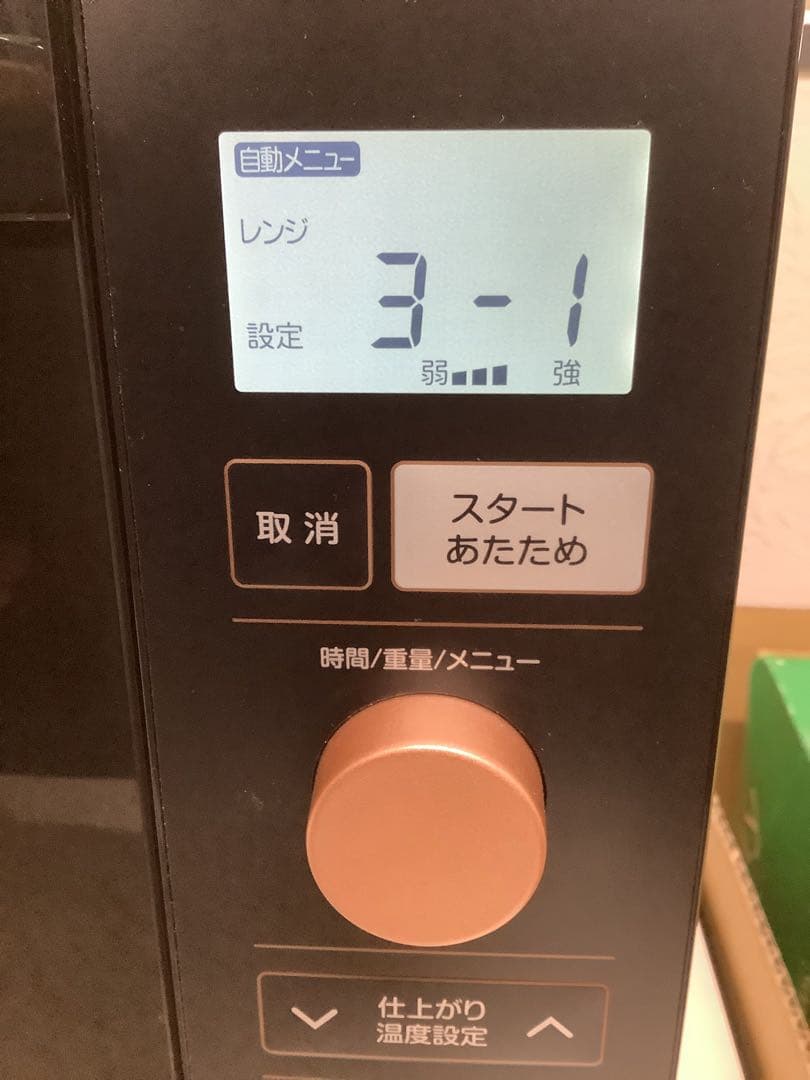 自動メニュー
レンジ
3-1
設定
弱 強
取消
スタート
あたため
時間/重量/メニュー
仕上がり
温度設定